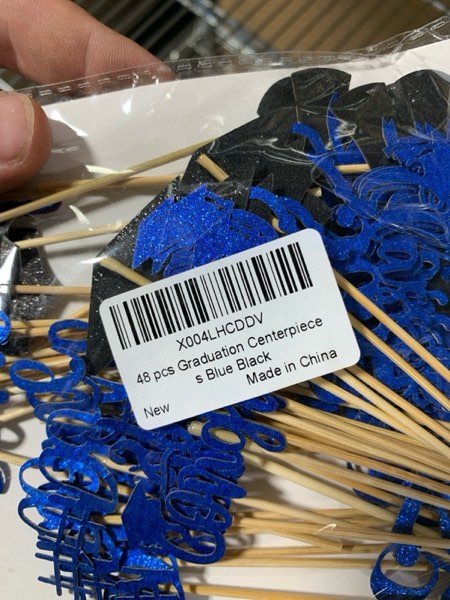 X004LHCDDV
48 pcs Graduation Centerpiece
s Blue Black
Made in China
New